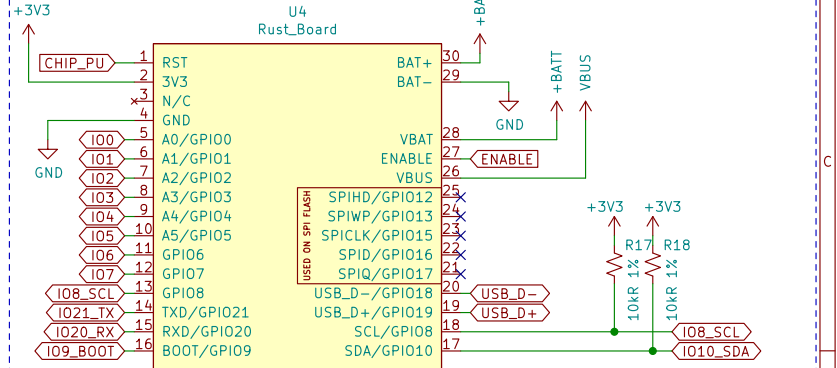 +3V3
U4
Rust_Board
+BA
CHIP_PU
1 RST
BAT+ 30
2 3V3
BAT- 29
3 N/C
4 GND
GND
GND
+BATT
VBUS
IO0 5 A0/GPIO0
VBAT 28
IO1 6 A1/GPIO1
ENABLE 27 ENABLE
IO2 7 A2/GPIO2
VBUS 26
IO3 8 A3/GPIO3
SPIHD/GPIO12 25
IO4 9 A4/GPIO4
SPIWP/GPIO13 24
IO5 10 A5/GPIO5
SPICLK/GPIO15 23
IO6 11 GPIO6
SPID/GPIO16 22
IO7 12 GPIO7
SPIQ/GPIO17 21
USED ON SPI FLASH
IO8_SCL 13 GPIO8
USB_D-/GPIO18 20 USB_D-
IO21_TX 14 TXD/GPIO21
USB_D+/GPIO19 19 USB_D+
IO20_RX 15 RXD/GPIO20
SCL/GPIO8 18 IO8_SCL
IO9_BOOT 16 BOOT/GPIO9
SDA/GPIO10 17 IO10_SDA
+3V3
+3V3
R17
10kR 1%
R18
10kR 1%
C